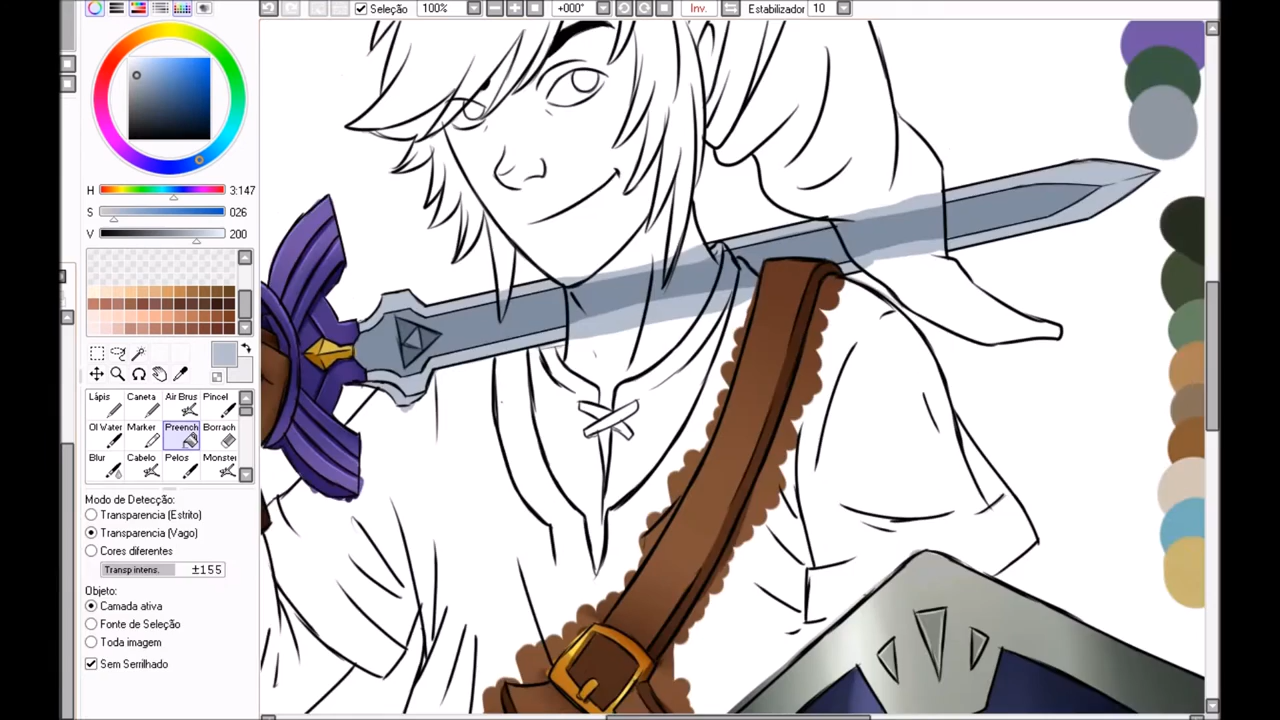 Seleção 100% +000° Inv. Estabilizador 10
H 3:147
S 026
V 200
Lápis Caneta Air Brus Pincel
Ol Water Marker Preench Borrach
Blur Cabelo Pelos Monster
Modo de Detecção:
Transparencia (Estrito)
Transparencia (Vago)
Cores diferentes
Transp intens. ±155
Objeto:
Camada ativa
Fonte de Seleção
Toda imagem
Sem Serrilhado